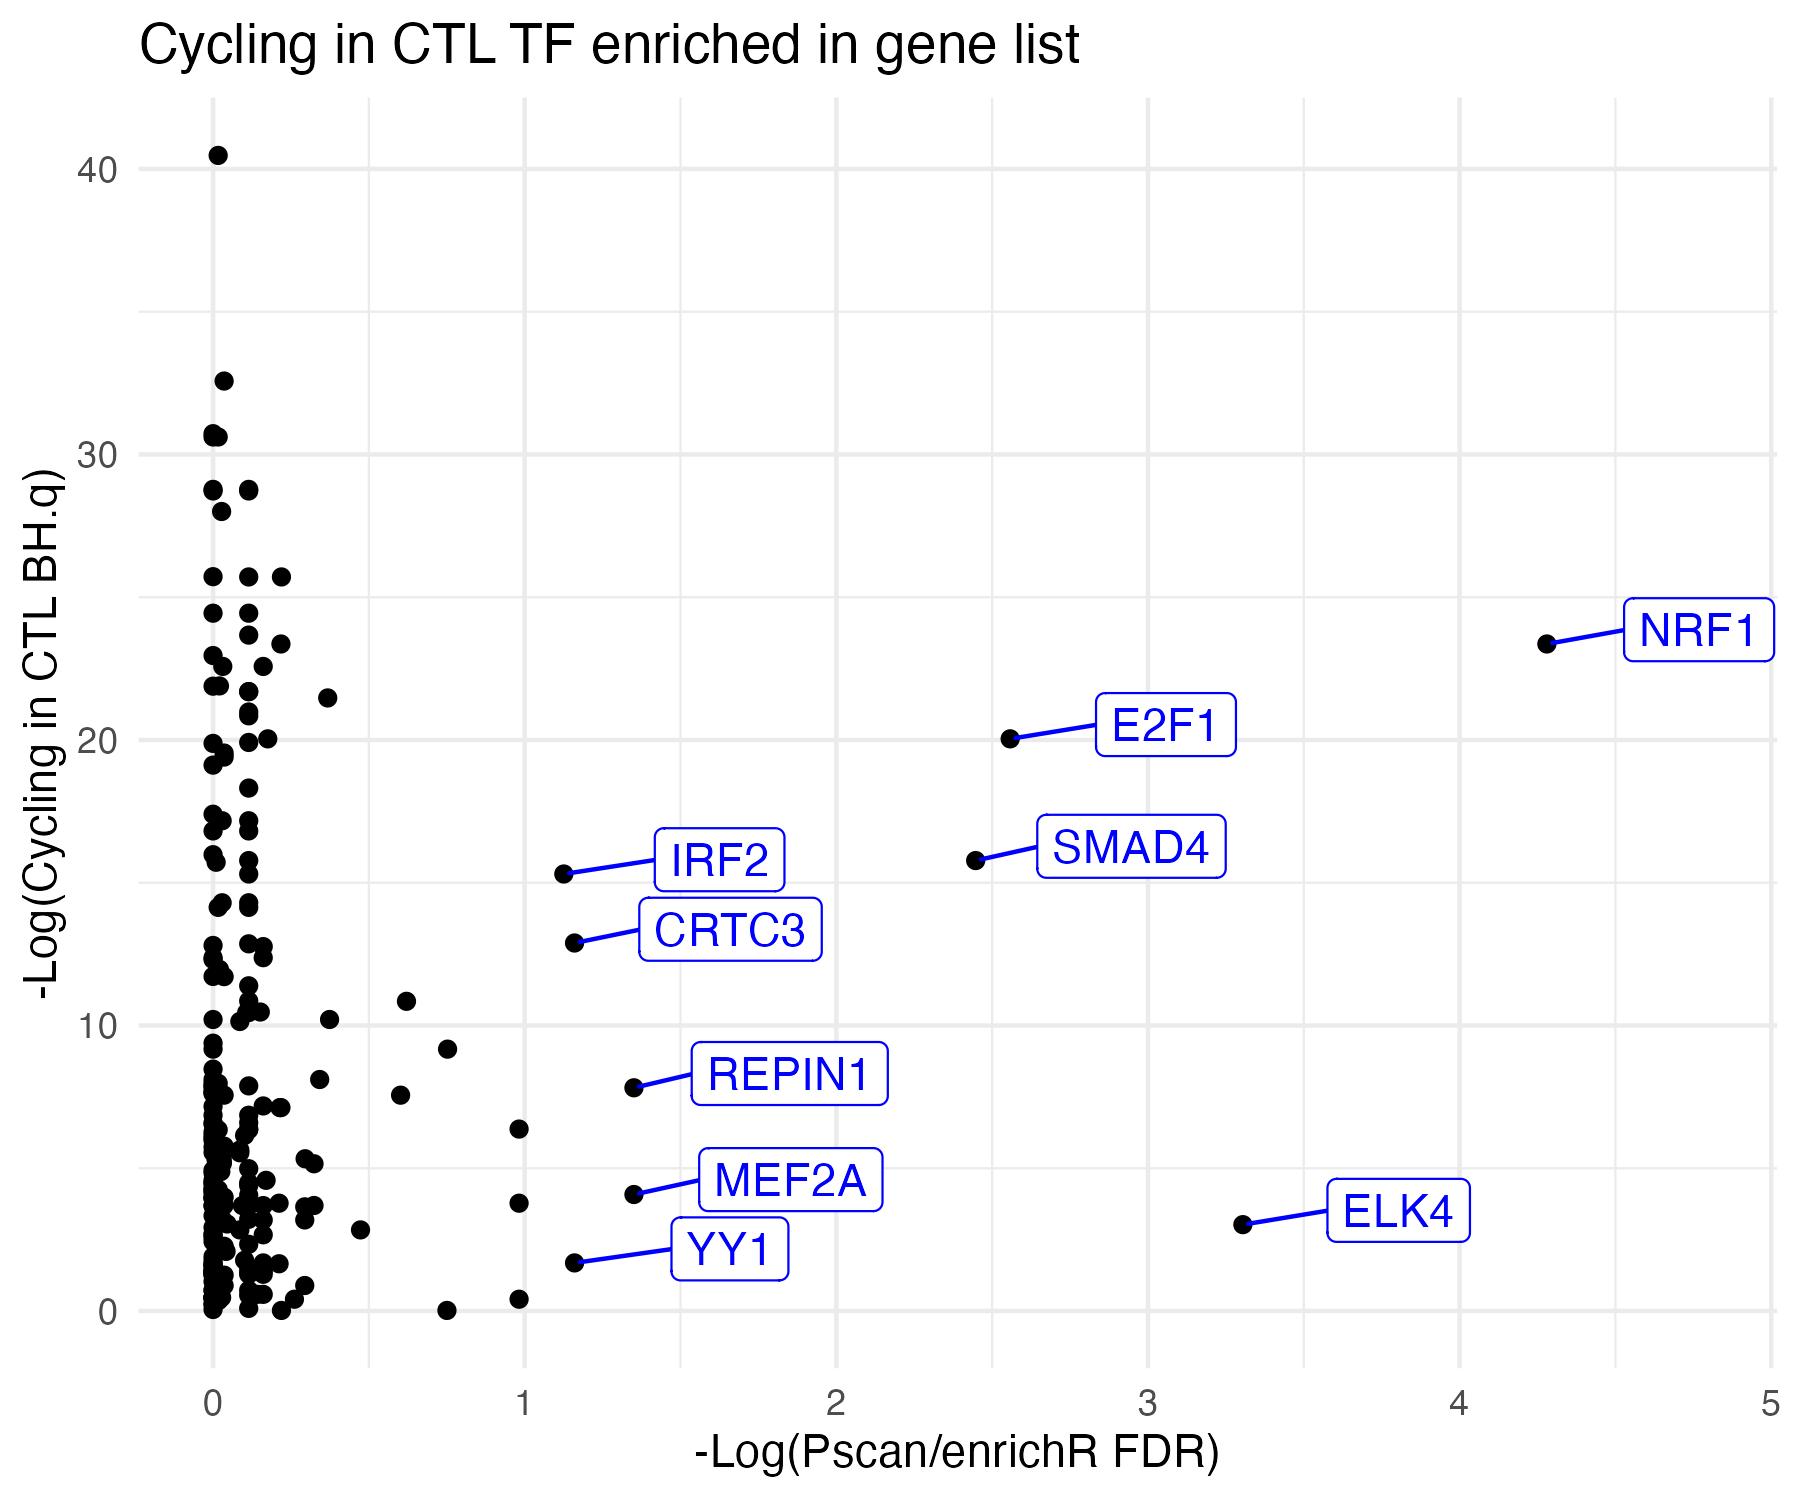 Cycling in CTL TF enriched in gene list
-Log(Cycling in CTL BH.q)
40
30
20
10
0
NRF1
E2F1
SMAD4
IRF2
CRTC3
REPIN1
MEF2A
ELK4
YY1
0 1 2 3 4 5
-Log(Pscan/enrichR FDR)